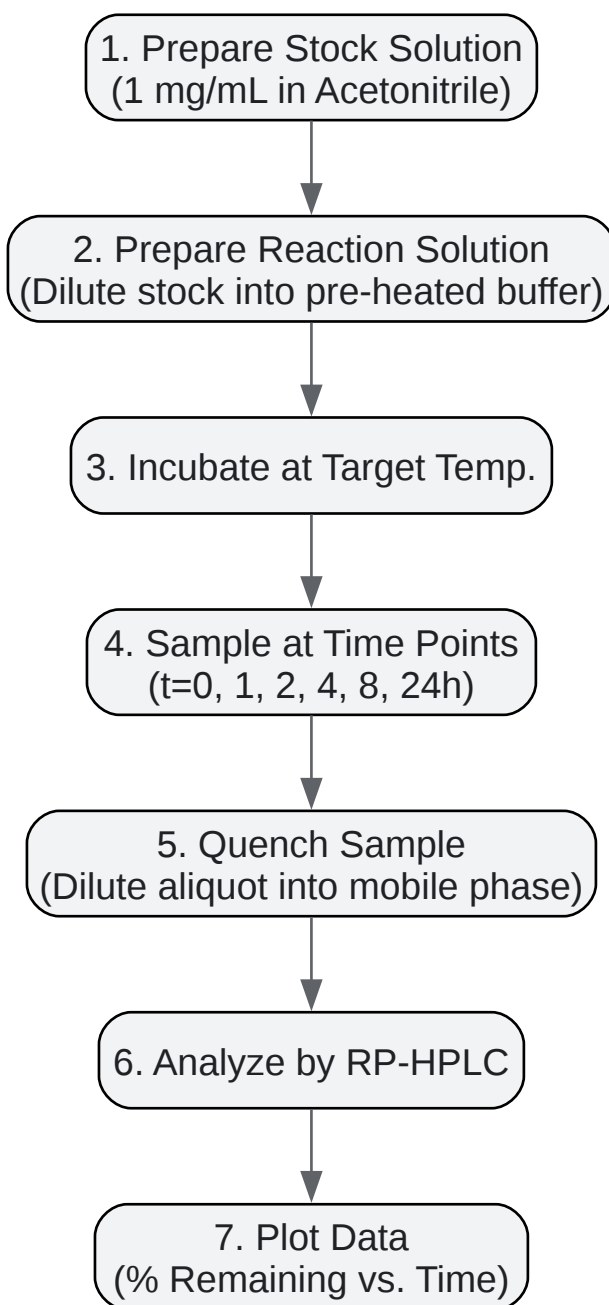 1. Prepare Stock Solution
(1 mg/mL in Acetonitrile)
2. Prepare Reaction Solution
(Dilute stock into pre-heated buffer)
3. Incubate at Target Temp.
4. Sample at Time Points
(t=0, 1, 2, 4, 8, 24h)
5. Quench Sample
(Dilute aliquot into mobile phase)
6. Analyze by RP-HPLC
7. Plot Data
(% Remaining vs. Time)